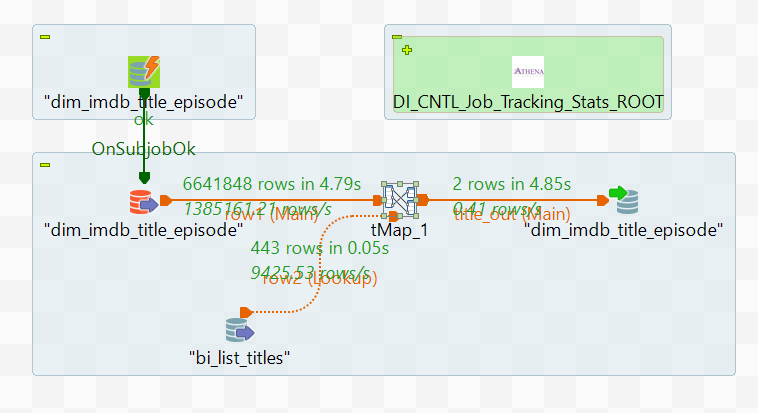 "dim_imdb_title_episode"
ATHENA
DI_CNTL_Job_Tracking_Stats_ROOT
ok
OnSubjobOk
6641848 rows in 4.79s
1385161.21 rows/s
row1 (Main)
2 rows in 4.85s
0.41 rows/s
title_out (Main)
"dim_imdb_title_episode"
tMap_1
"dim_imdb_title_episode"
443 rows in 0.05s
9425.53 rows/s
row2 (Lookup)
"bi_list_titles"